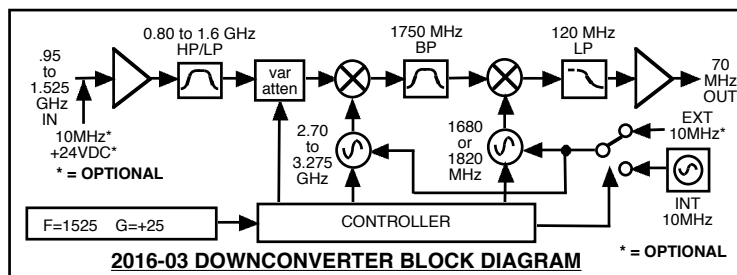 0.80 to 1.6 GHz
HP/LP
1750 MHz
BP
120 MHz
LP
.95
to
1.525
GHz
IN
var
atten
70
MHz
OUT
10MHz*
+24VDC*
* = OPTIONAL
2.70
to
3.275
GHz
1680
or
1820
MHz
EXT
10MHz*
INT
10MHz
F=1525 G=+25
CONTROLLER
2016-03 DOWNCONVERTER BLOCK DIAGRAM
* = OPTIONAL